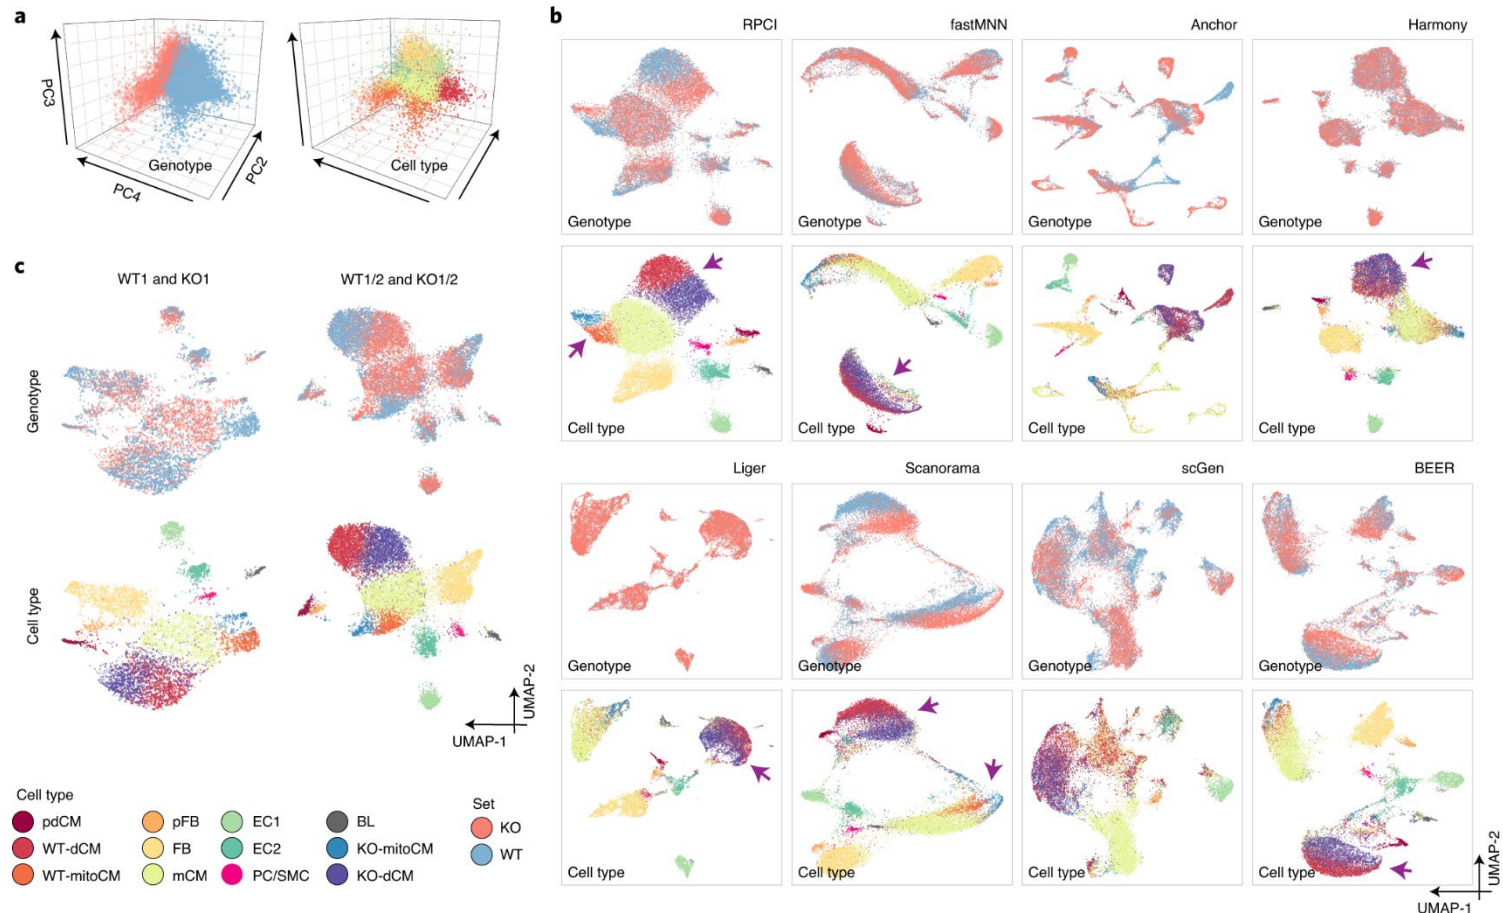 a
PC3
PC4
PC2
Genotype
Cell type
b
RPCI
fastMNN
Anchor
Harmony
Genotype
Genotype
Genotype
Genotype
Cell type
Cell type
Cell type
Cell type
Liger
Scanorama
scGen
BEER
Genotype
Genotype
Genotype
Genotype
Cell type
Cell type
Cell type
Cell type
UMAP-2
UMAP-1
c
WT1 and KO1
WT1/2 and KO1/2
Genotype
Cell type
UMAP-2
UMAP-1
Cell type
pdCM
WT-dCM
WT-mitoCM
pFB
FB
mCM
EC1
EC2
PC/SMC
BL
KO-mitoCM
KO-dCM
Set
KO
WT